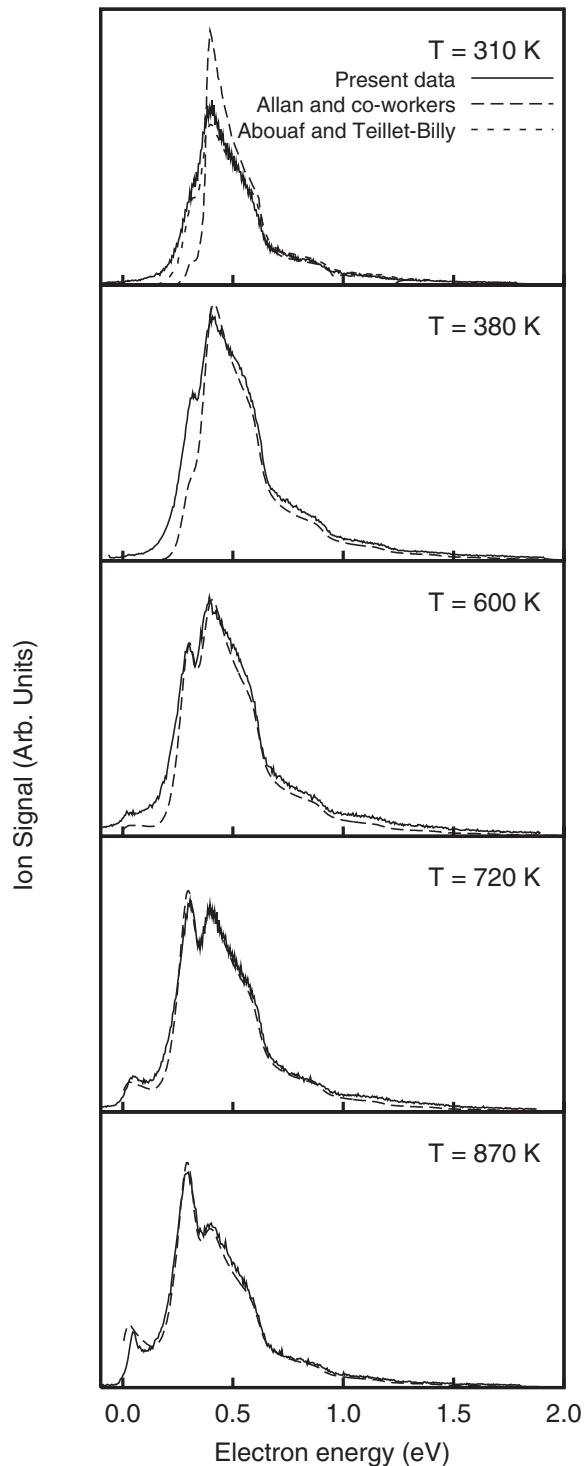 T = 310 K
Present data
Allan and co-workers
Abouaf and Teillet-Billy
T = 380 K
T = 600 K
T = 720 K
T = 870 K
Ion Signal (Arb. Units)
0.0 0.5 1.0 1.5 2.0
Electron energy (eV)